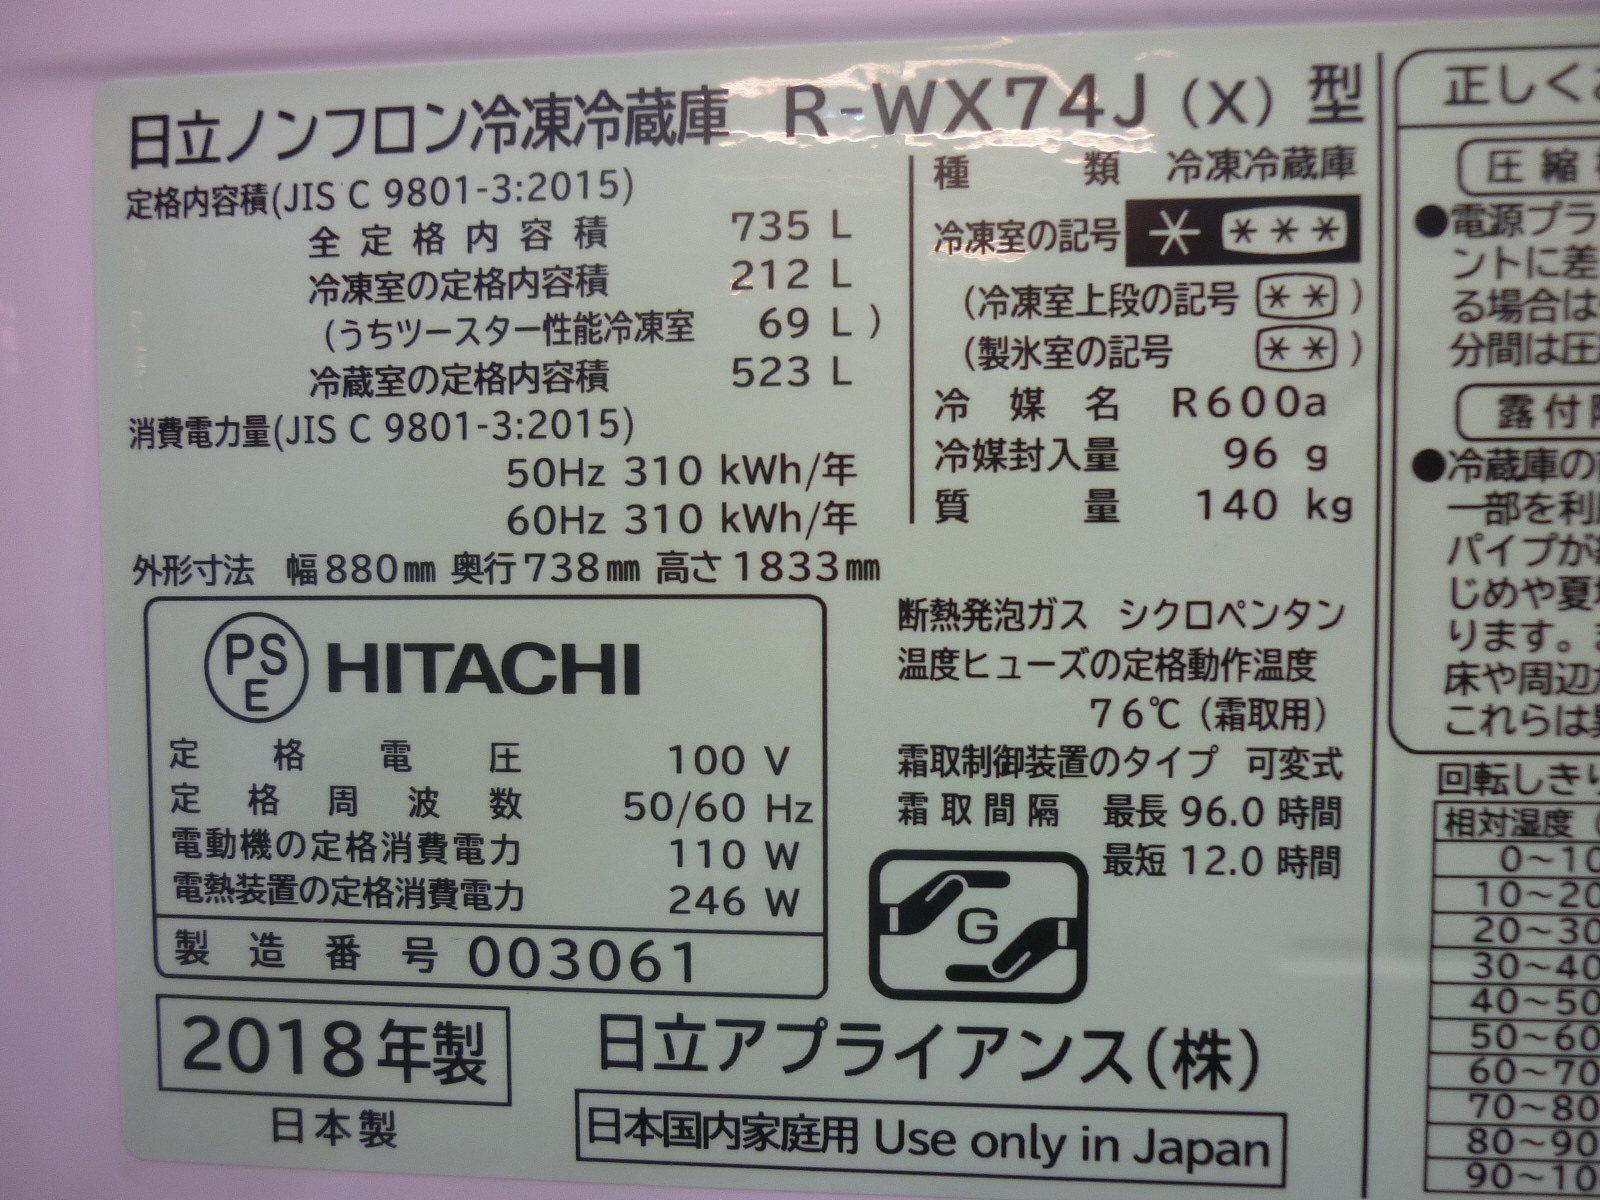 日立ノンフロン冷凍冷蔵庫 R-WX74J (X) 型
定格内容積(JIS C 9801-3:2015)
全定格内容積 735 L
冷凍室の定格内容積 212 L
(うちツースター性能冷凍室 69 L )
冷蔵室の定格内容積 523 L
消費電力量(JIS C 9801-3:2015)
50Hz 310 kWh/年
60Hz 310 kWh/年
外形寸法 幅880mm 奥行738mm 高さ1833mm
種類 冷凍冷蔵庫
冷凍室の記号 * ***
(冷凍室上段の記号 ** )
(製氷室の記号 ** )
冷媒名 R600a
冷媒封入量 96 g
質量 140 kg
PS
E
HITACHI
定格電圧 100 V
定格周波数 50/60 Hz
電動機の定格消費電力 110 W
電熱装置の定格消費電力 246 W
製造番号 003061
断熱発泡ガス シクロペンタン
温度ヒューズの定格動作温度
76℃ (霜取用)
霜取制御装置のタイプ 可変式
霜取間隔 最長 96.0 時間
最短 12.0 時間
G
2018年製
日本製
日立アプライアンス(株)
日本国内家庭用 Use only in Japan
正しく
圧縮
●電源プラ
ントに差
る場合は
分間は圧
露付
●冷蔵庫の
一部を利
パイプが
じめや夏
ります。
床や周辺
これらは
回転しき
相対湿度
0~10
10~20
20~30
30~40
40~50
50~60
60~70
70~80
80~90
90~10